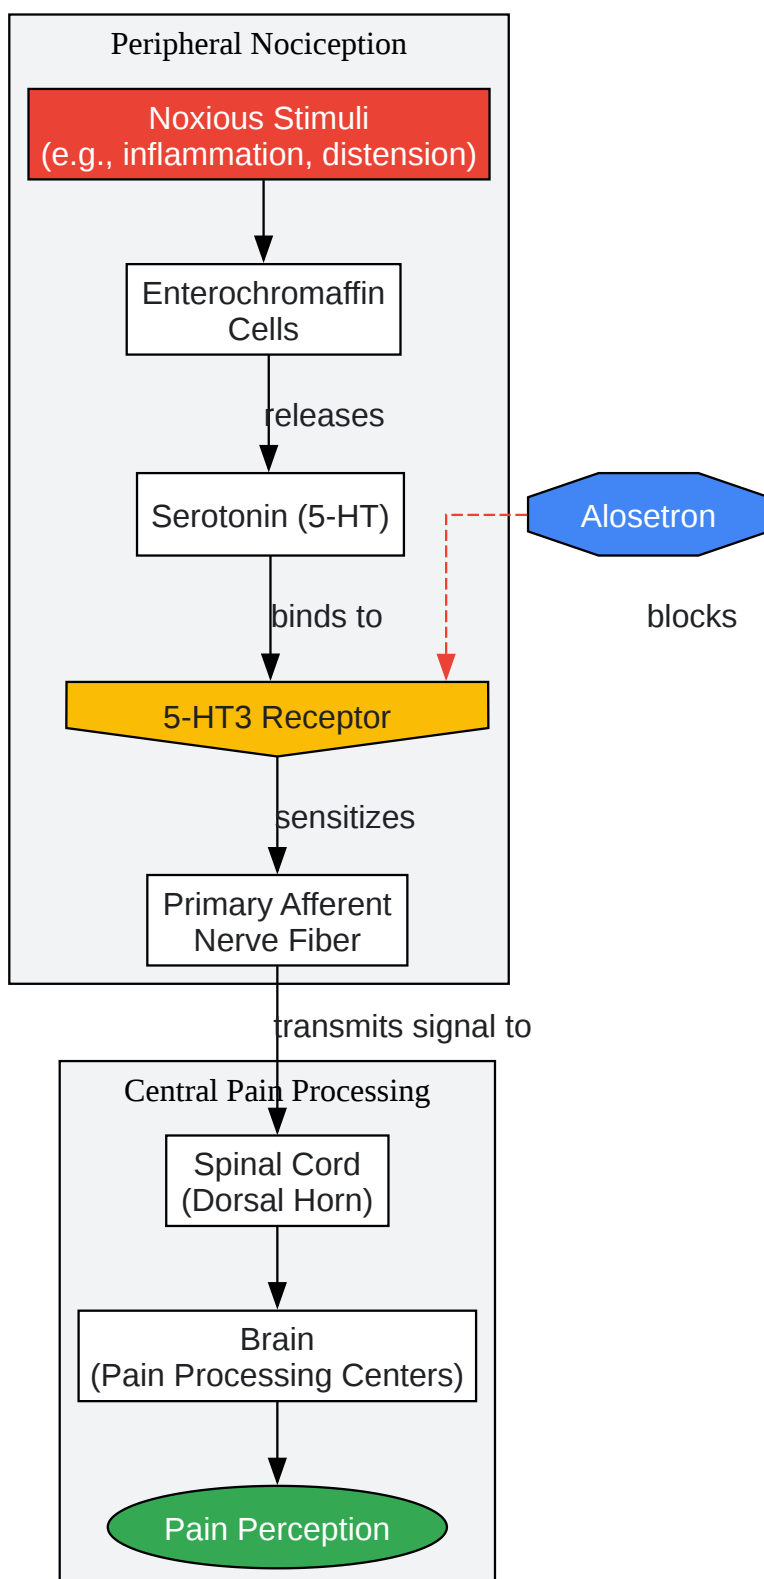 Peripheral Nociception
Noxious Stimuli
(e.g., inflammation, distension)
Enterochromaffin
Cells
releases
Serotonin (5-HT)
Alosetron
binds to
blocks
5-HT3 Receptor
sensitizes
Primary Afferent
Nerve Fiber
transmits signal to
Central Pain Processing
Spinal Cord
(Dorsal Horn)
Brain
(Pain Processing Centers)
Pain Perception